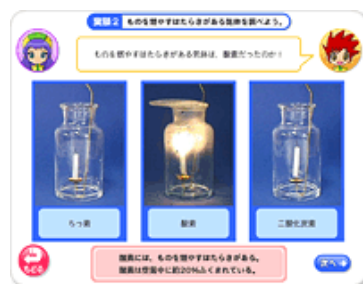 実験2 ものを燃やすはたらきがある気体を調べよう。
ものを燃やすはたらきがある気体は、酸素だったのか！
ちっ素
酸素
二酸化炭素
酸素には、ものを燃やすはたらきがある。
酸素は空気中に約20%ふくまれている。
もどる
次へ